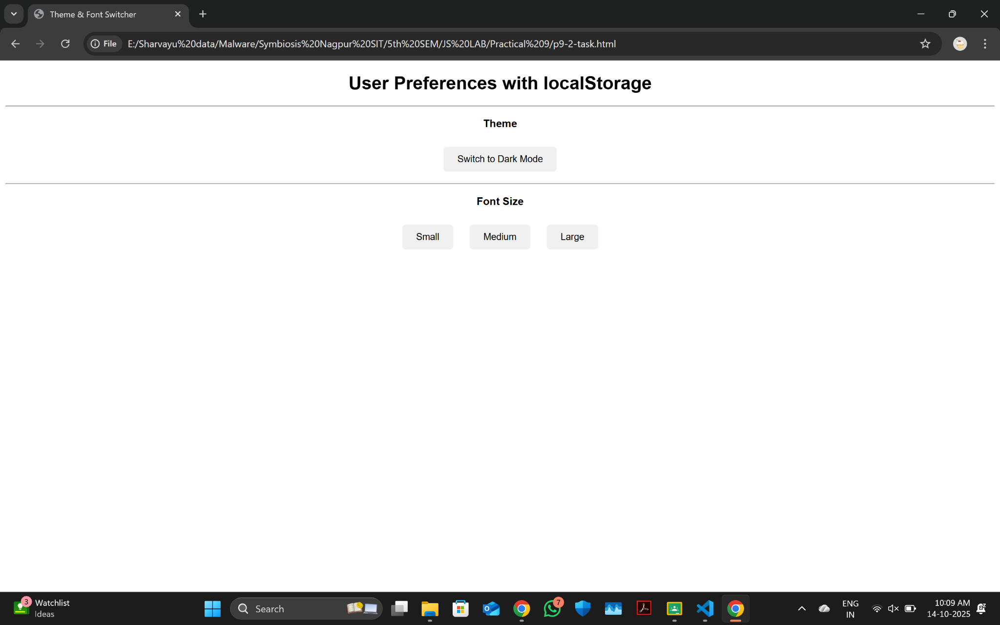 Theme & Font Switcher
File E:/Sharvayu%20data/Malware/Symbiosis%20Nagpur%20SIT/5th%20SEM/JS%20LAB/Practical%209/p9-2-task.html
User Preferences with localStorage
Theme
Switch to Dark Mode
Font Size
Small Medium Large
3 Watchlist
Ideas
Search
7
ENG
IN
10:09 AM
14-10-2025